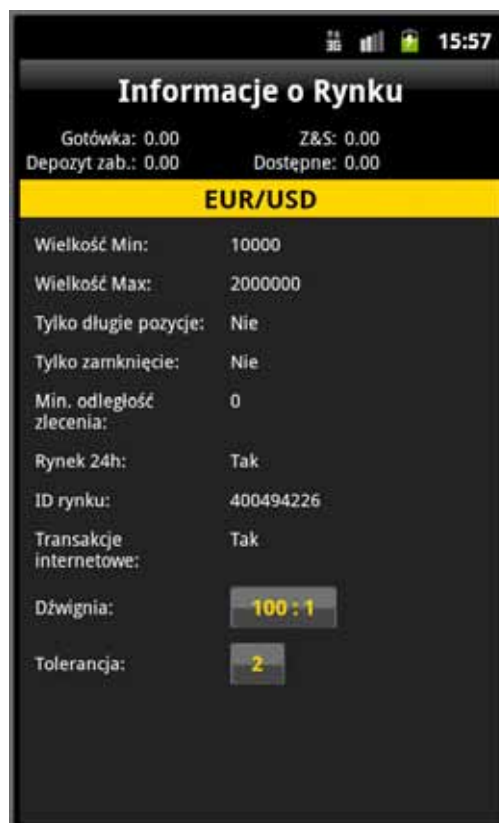 3G 15:57
Informacje o Rynku
Gotówka: 0.00 Z&S: 0.00
Depozyt zab.: 0.00 Dostępne: 0.00
EUR/USD
Wielkość Min: 10000
Wielkość Max: 2000000
Tylko długie pozycje: Nie
Tylko zamknięcie: Nie
Min. odległość 0
zlecenia:
Rynek 24h: Tak
ID rynku: 400494226
Transakcje Tak
internetowe:
Dźwignia: 100 : 1
Tolerancja: 2